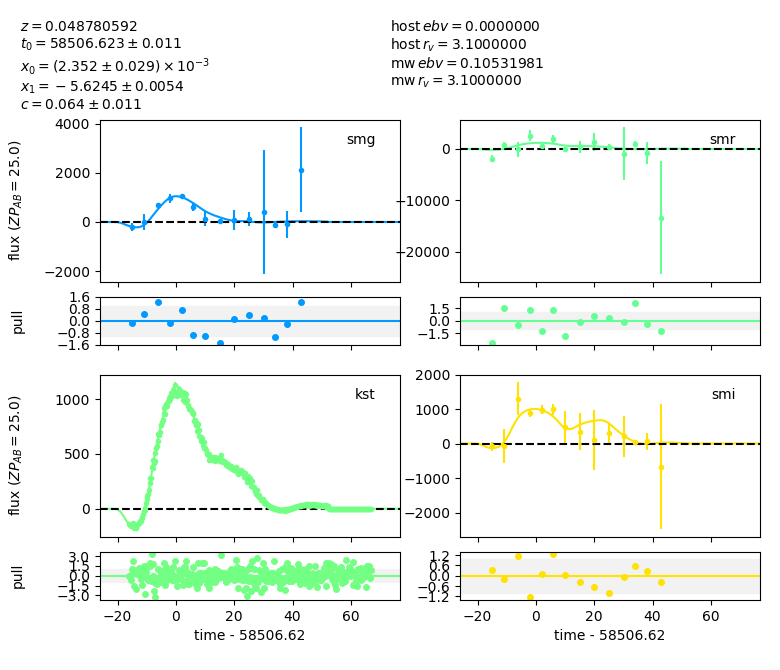 z = 0.048780592
t₀ = 58506.623 ± 0.011
x₀ = (2.352 ± 0.029) × 10⁻³
x₁ = −5.6245 ± 0.0054
c = 0.064 ± 0.011
host ebv = 0.0000000
host r_v = 3.1000000
mw ebv = 0.10531981
mw r_v = 3.1000000
smg
4000
2000
0
−2000
flux (ZP_AB = 25.0)
smr
0
−10000
−20000
1.6
0.8
0.0
−0.8
−1.6
pull
1.5
0.0
−1.5
kst
1000
500
0
flux (ZP_AB = 25.0)
smi
2000
1000
0
−1000
−2000
3.0
1.5
0.0
−1.5
−3.0
pull
−20 0 20 40 60
time - 58506.62
1.2
0.6
0.0
−0.6
−1.2
−20 0 20 40 60
time - 58506.62